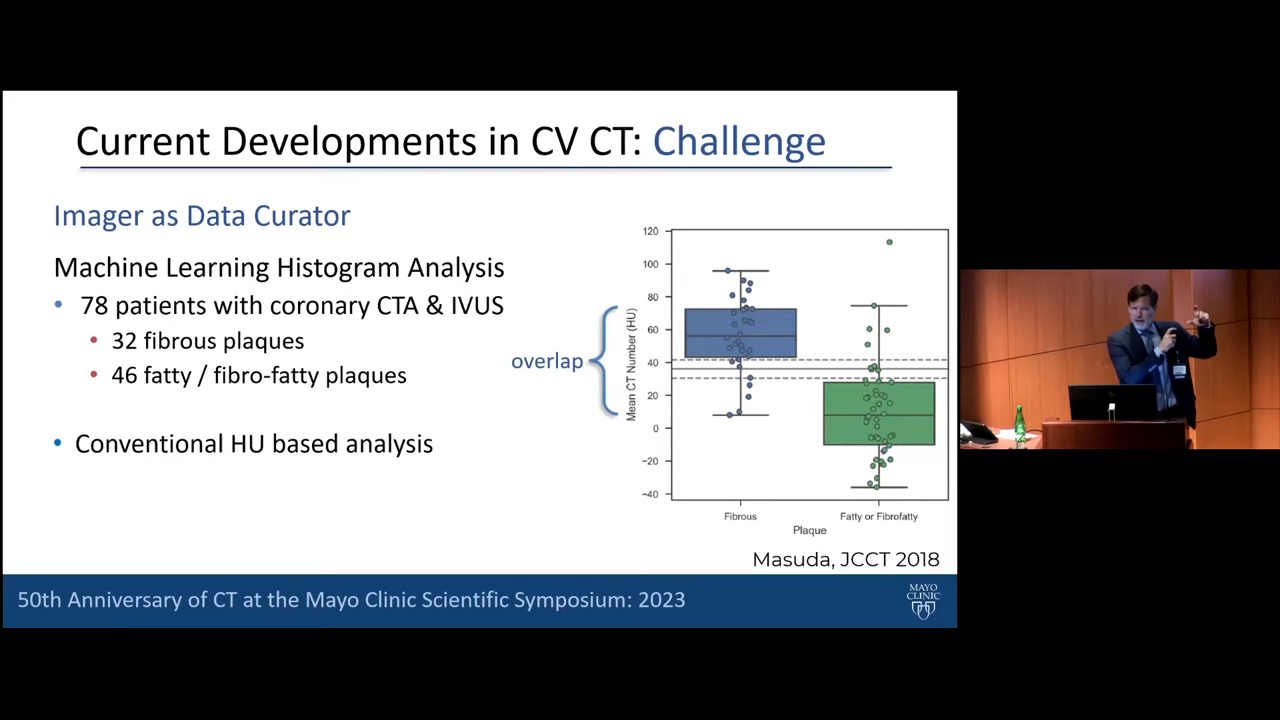 Current Developments in CV CT: Challenge
Imager as Data Curator
Machine Learning Histogram Analysis
78 patients with coronary CTA & IVUS
32 fibrous plaques
46 fatty / fibro-fatty plaques
Conventional HU based analysis
overlap
Mean CT Number (HU)
120
100
80
60
40
20
0
−20
−40
Fibrous
Fatty or Fibrofatty
Plaque
Masuda, JCCT 2018
50th Anniversary of CT at the Mayo Clinic Scientific Symposium: 2023
MAYO
CLINIC